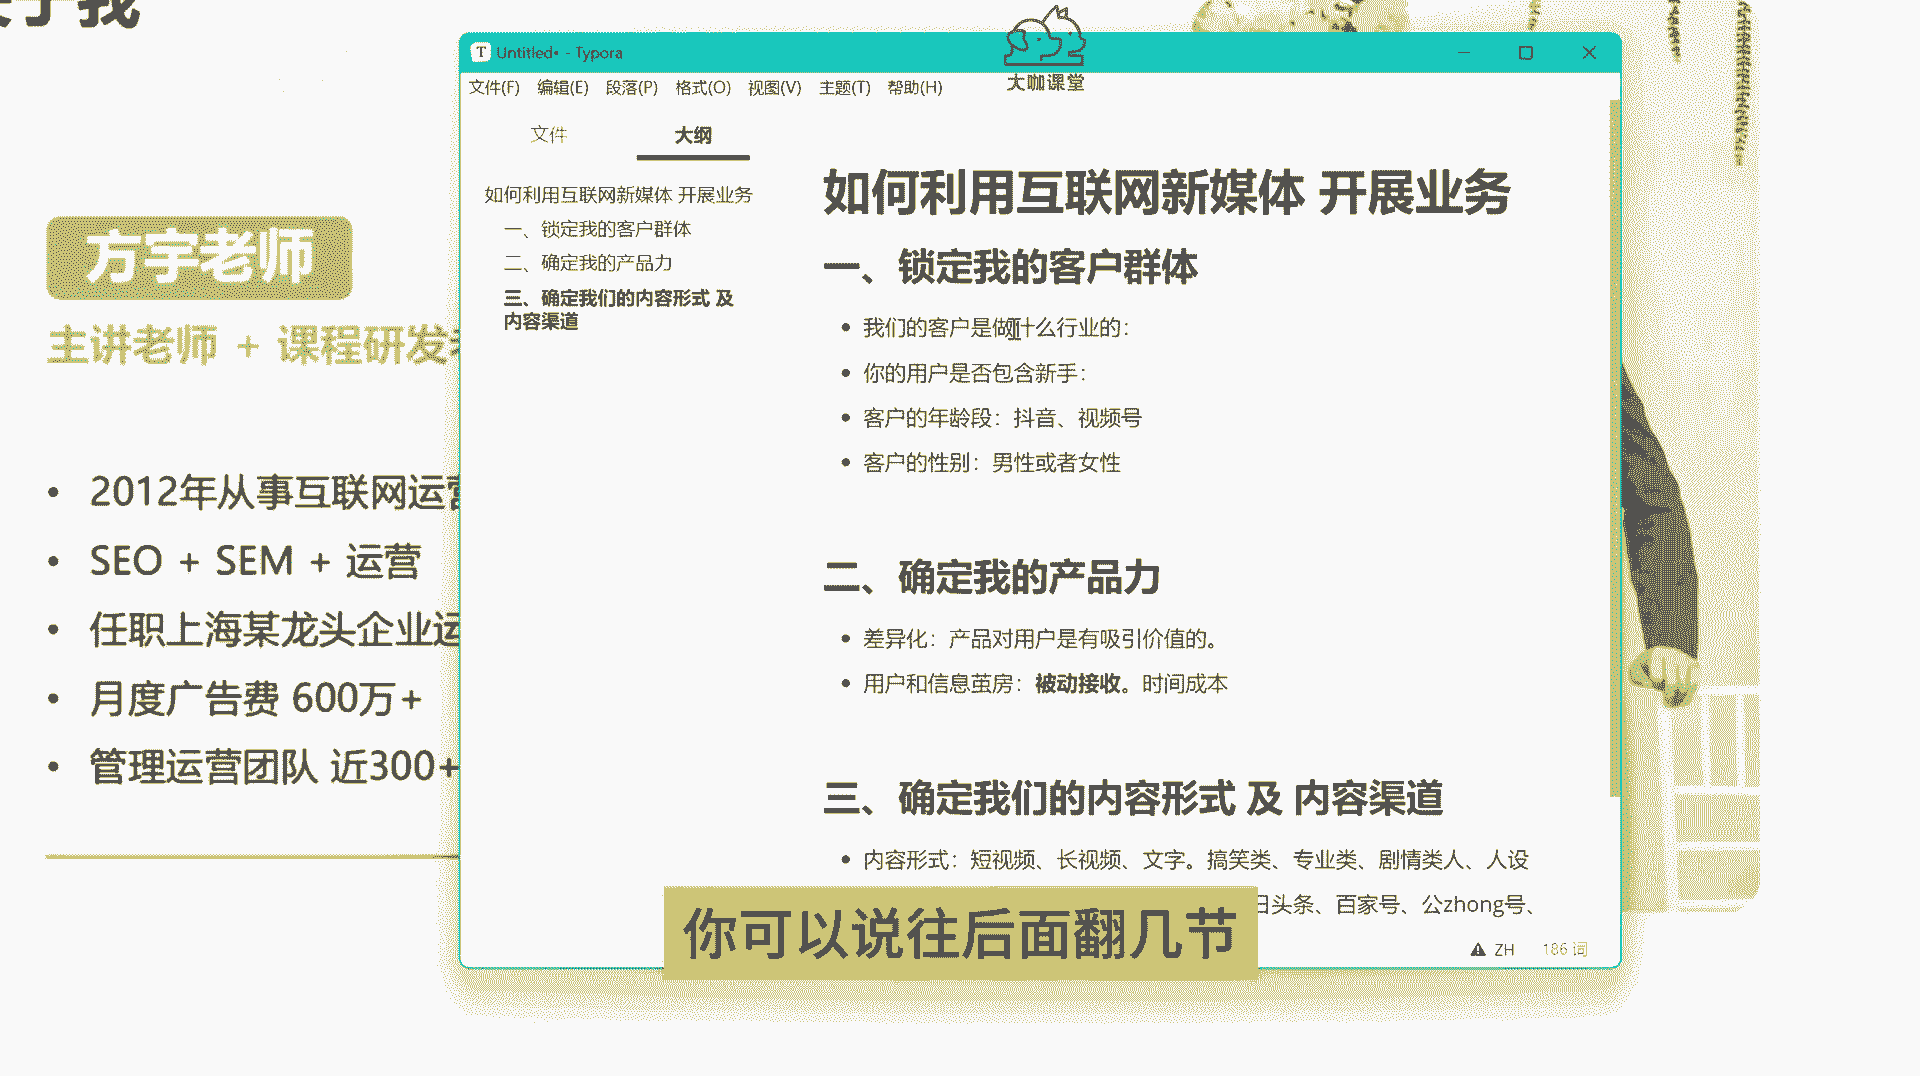 于我
方宇老师
主讲老师 + 课程研发
2012年从事互联网运营
SEO + SEM + 运营
任职上海某龙头企业运
月度广告费 600万+
管理运营团队 近300+
Untitled• - Typora
大咖课堂
文件(F) 编辑(E) 段落(P) 格式(O) 视图(V) 主题(T) 帮助(H)
文件 大纲
如何利用互联网新媒体 开展业务
一、锁定我的客户群体
二、确定我的产品力
三、确定我们的内容形式 及
内容渠道
如何利用互联网新媒体 开展业务
一、锁定我的客户群体
我们的客户是做什么行业的：
你的用户是否包含新手：
客户的年龄段：抖音、视频号
客户的性别：男性或者女性
二、确定我的产品力
差异化：产品对用户是有吸引价值的。
用户和信息茧房：被动接收。时间成本
三、确定我们的内容形式 及 内容渠道
内容形式：短视频、长视频、文字。搞笑类、专业类、剧情类人、人设
日头条、百家号、公zhong号、
ZH 186 词
你可以说往后面翻几节